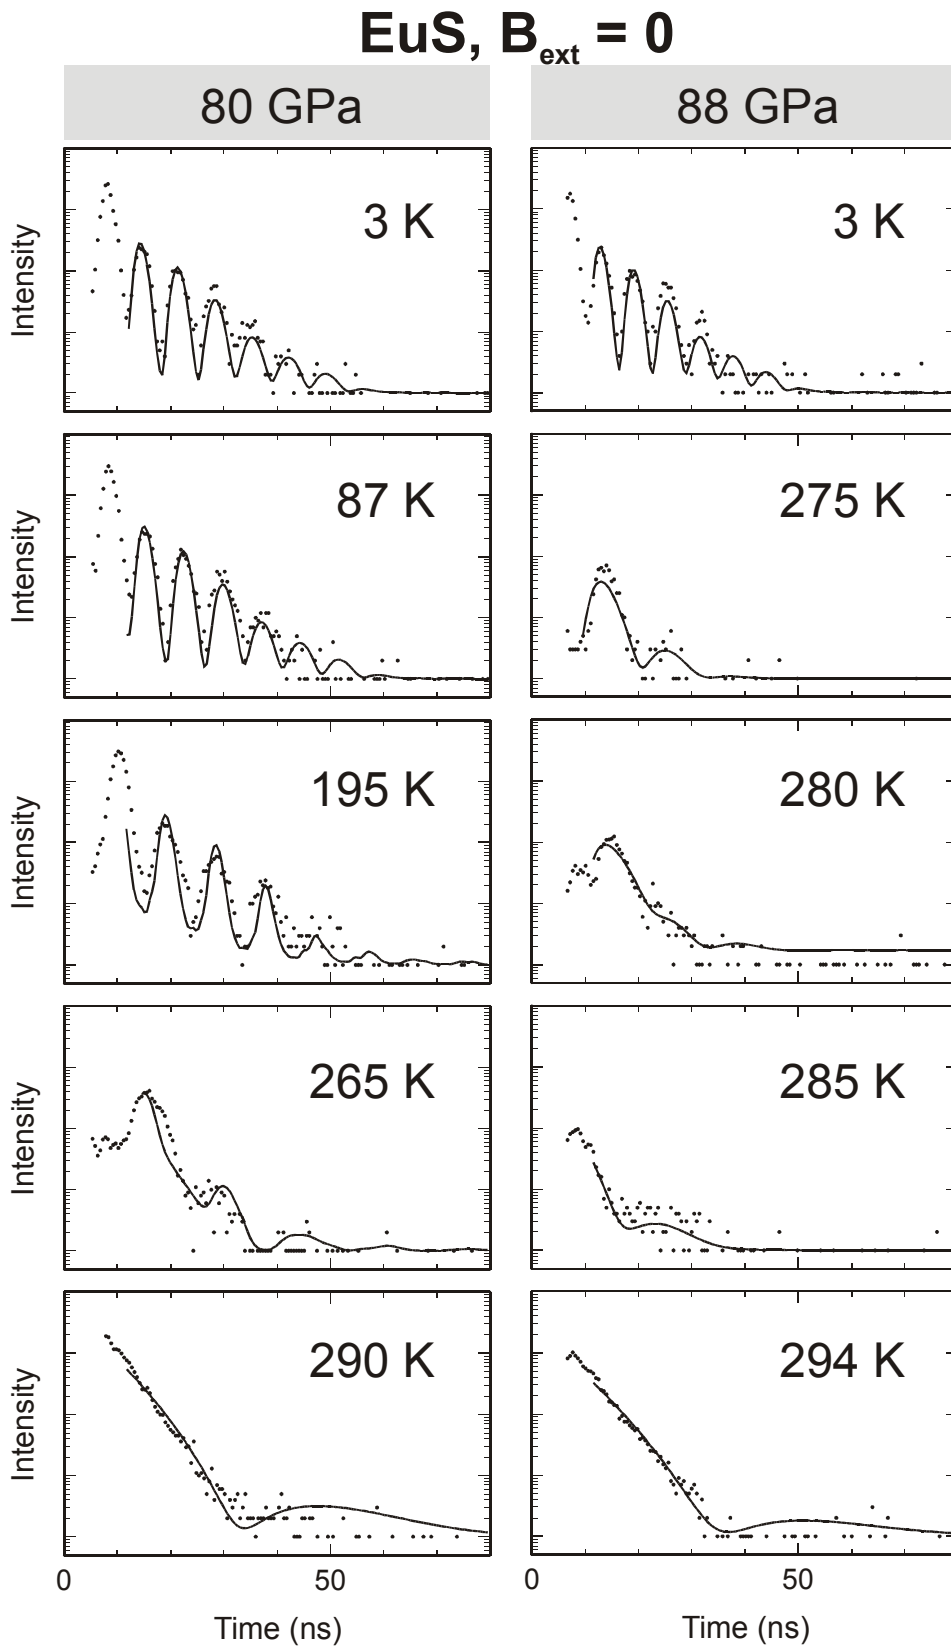 EuS, B_ext = 0
80 GPa
88 GPa
Intensity
3 K
3 K
Intensity
87 K
275 K
Intensity
195 K
280 K
Intensity
265 K
285 K
Intensity
290 K
294 K
0
50
0
50
Time (ns)
Time (ns)